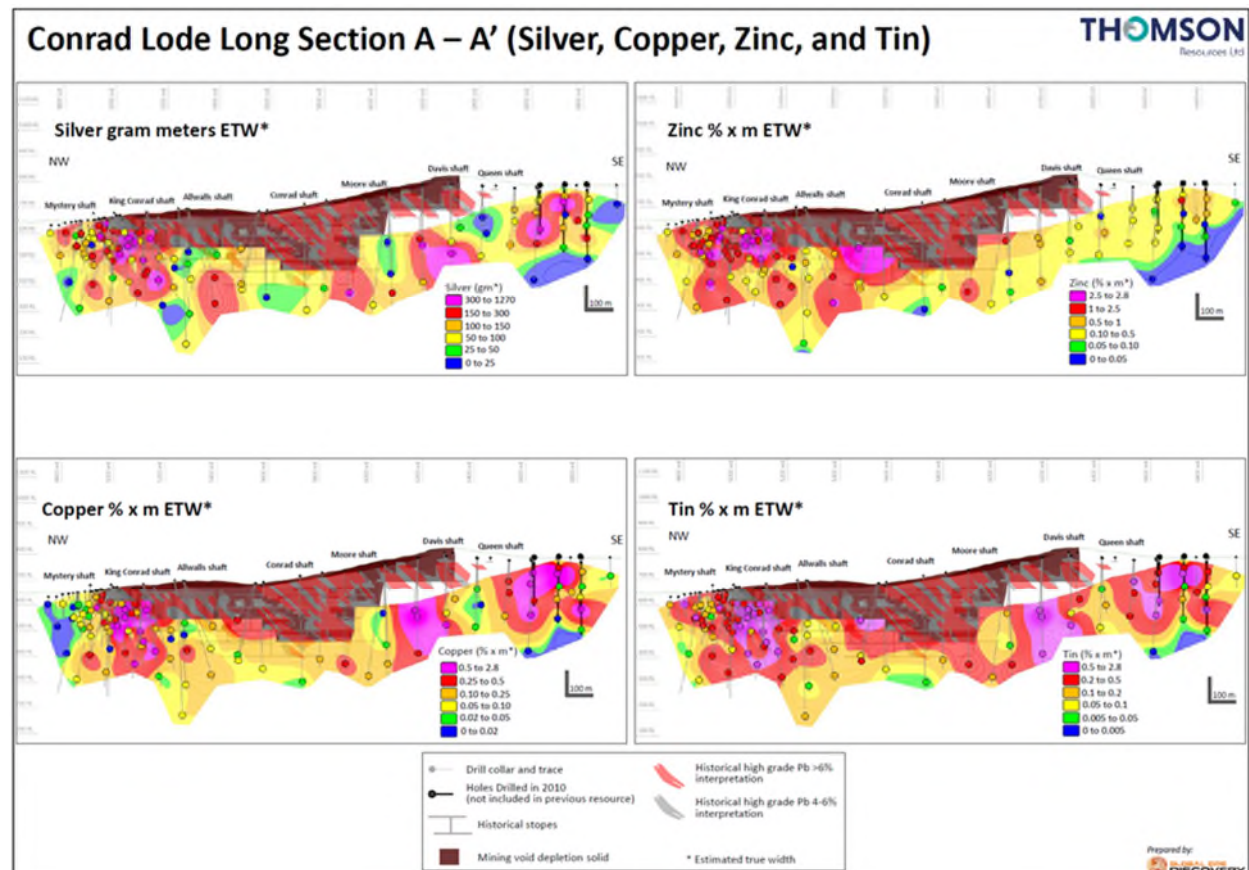 Conrad Lode Long Section A – A' (Silver, Copper, Zinc, and Tin)
THOMSON
Resources Ltd
Silver gram meters ETW*
NW
SE
Mystery shaft
King Conrad shaft
Allwalls shaft
Conrad shaft
Moore shaft
Davis shaft
Queen shaft
Silver (gm*)
300 to 1270
150 to 300
100 to 150
50 to 100
25 to 50
0 to 25
100 m
Zinc % x m ETW*
NW
SE
Mystery shaft
King Conrad shaft
Allwalls shaft
Conrad shaft
Moore shaft
Davis shaft
Queen shaft
Zinc (% x m*)
2.5 to 2.8
1 to 2.5
0.5 to 1
0.10 to 0.5
0.05 to 0.10
0 to 0.05
100 m
Copper % x m ETW*
NW
SE
Mystery shaft
King Conrad shaft
Allwalls shaft
Conrad shaft
Moore shaft
Davis shaft
Queen shaft
Copper (% x m*)
0.5 to 2.8
0.25 to 0.5
0.10 to 0.25
0.05 to 0.10
0.02 to 0.05
0 to 0.02
100 m
Tin % x m ETW*
NW
SE
Mystery shaft
King Conrad shaft
Allwalls shaft
Conrad shaft
Moore shaft
Davis shaft
Queen shaft
Tin (% x m*)
0.5 to 2.8
0.2 to 0.5
0.1 to 0.2
0.05 to 0.1
0.005 to 0.05
0 to 0.005
100 m
Drill collar and trace
Holes Drilled in 2010
(not included in previous resource)
Historical stopes
Mining void depletion solid
Historical high grade Pb >6%
interpretation
Historical high grade Pb 4-6%
interpretation
* Estimated true width
Prepared by:
GLOBAL ORE
DISCOVERY